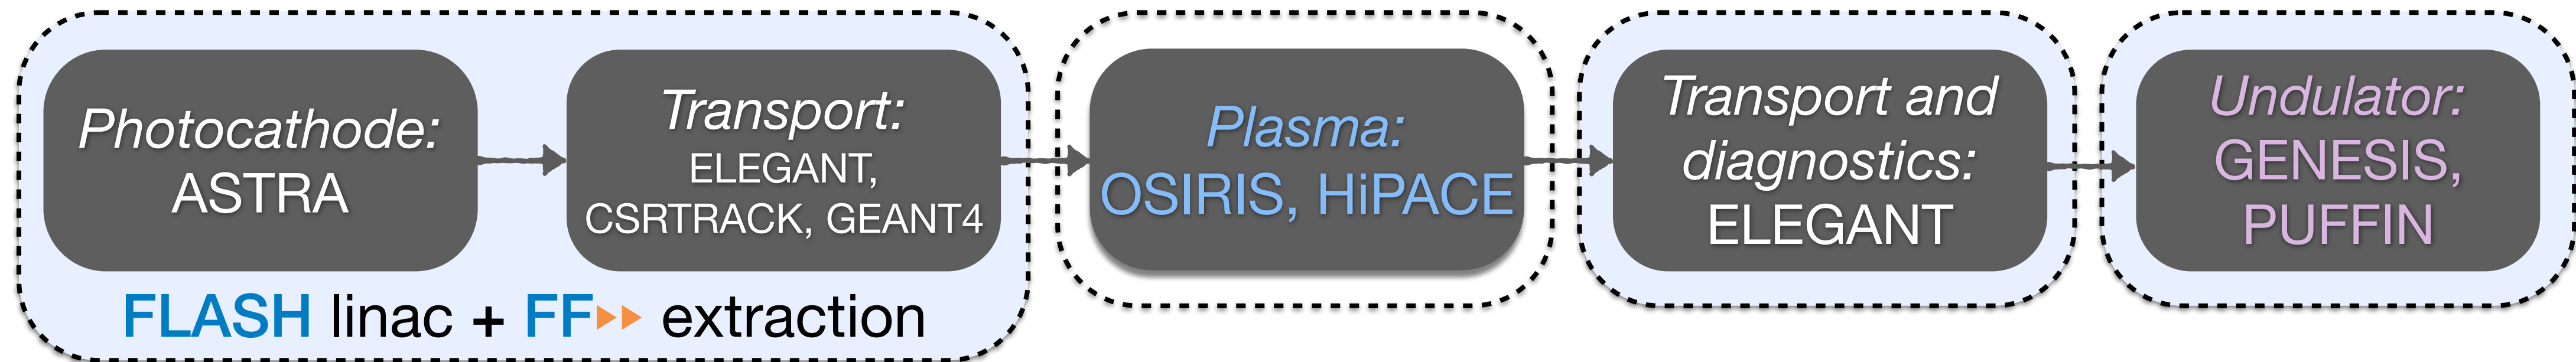 Photocathode:
ASTRA
Transport:
ELEGANT,
CSRTRACK, GEANT4
FLASH linac + FF▸▸ extraction
Plasma:
OSIRIS, HiPACE
Transport and
diagnostics:
ELEGANT
Undulator:
GENESIS,
PUFFIN